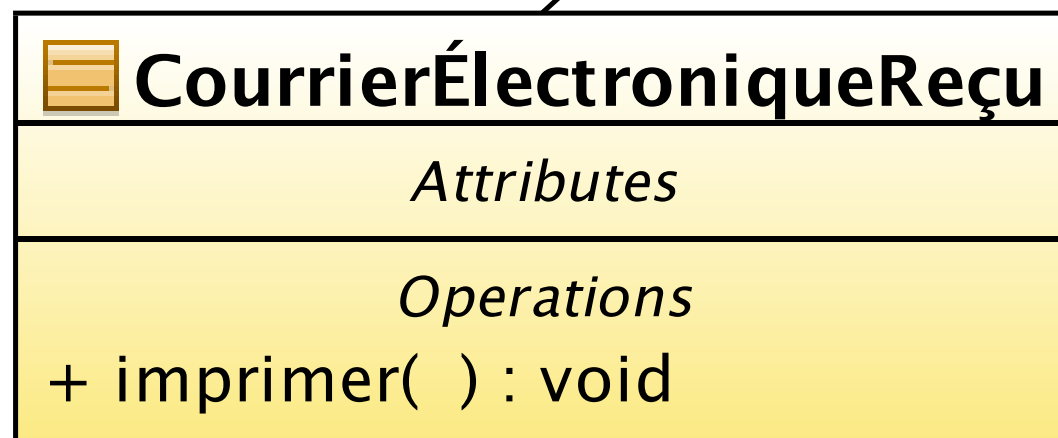 CourrierÉlectroniqueReçu
Attributes
Operations
+ imprimer( ) : void